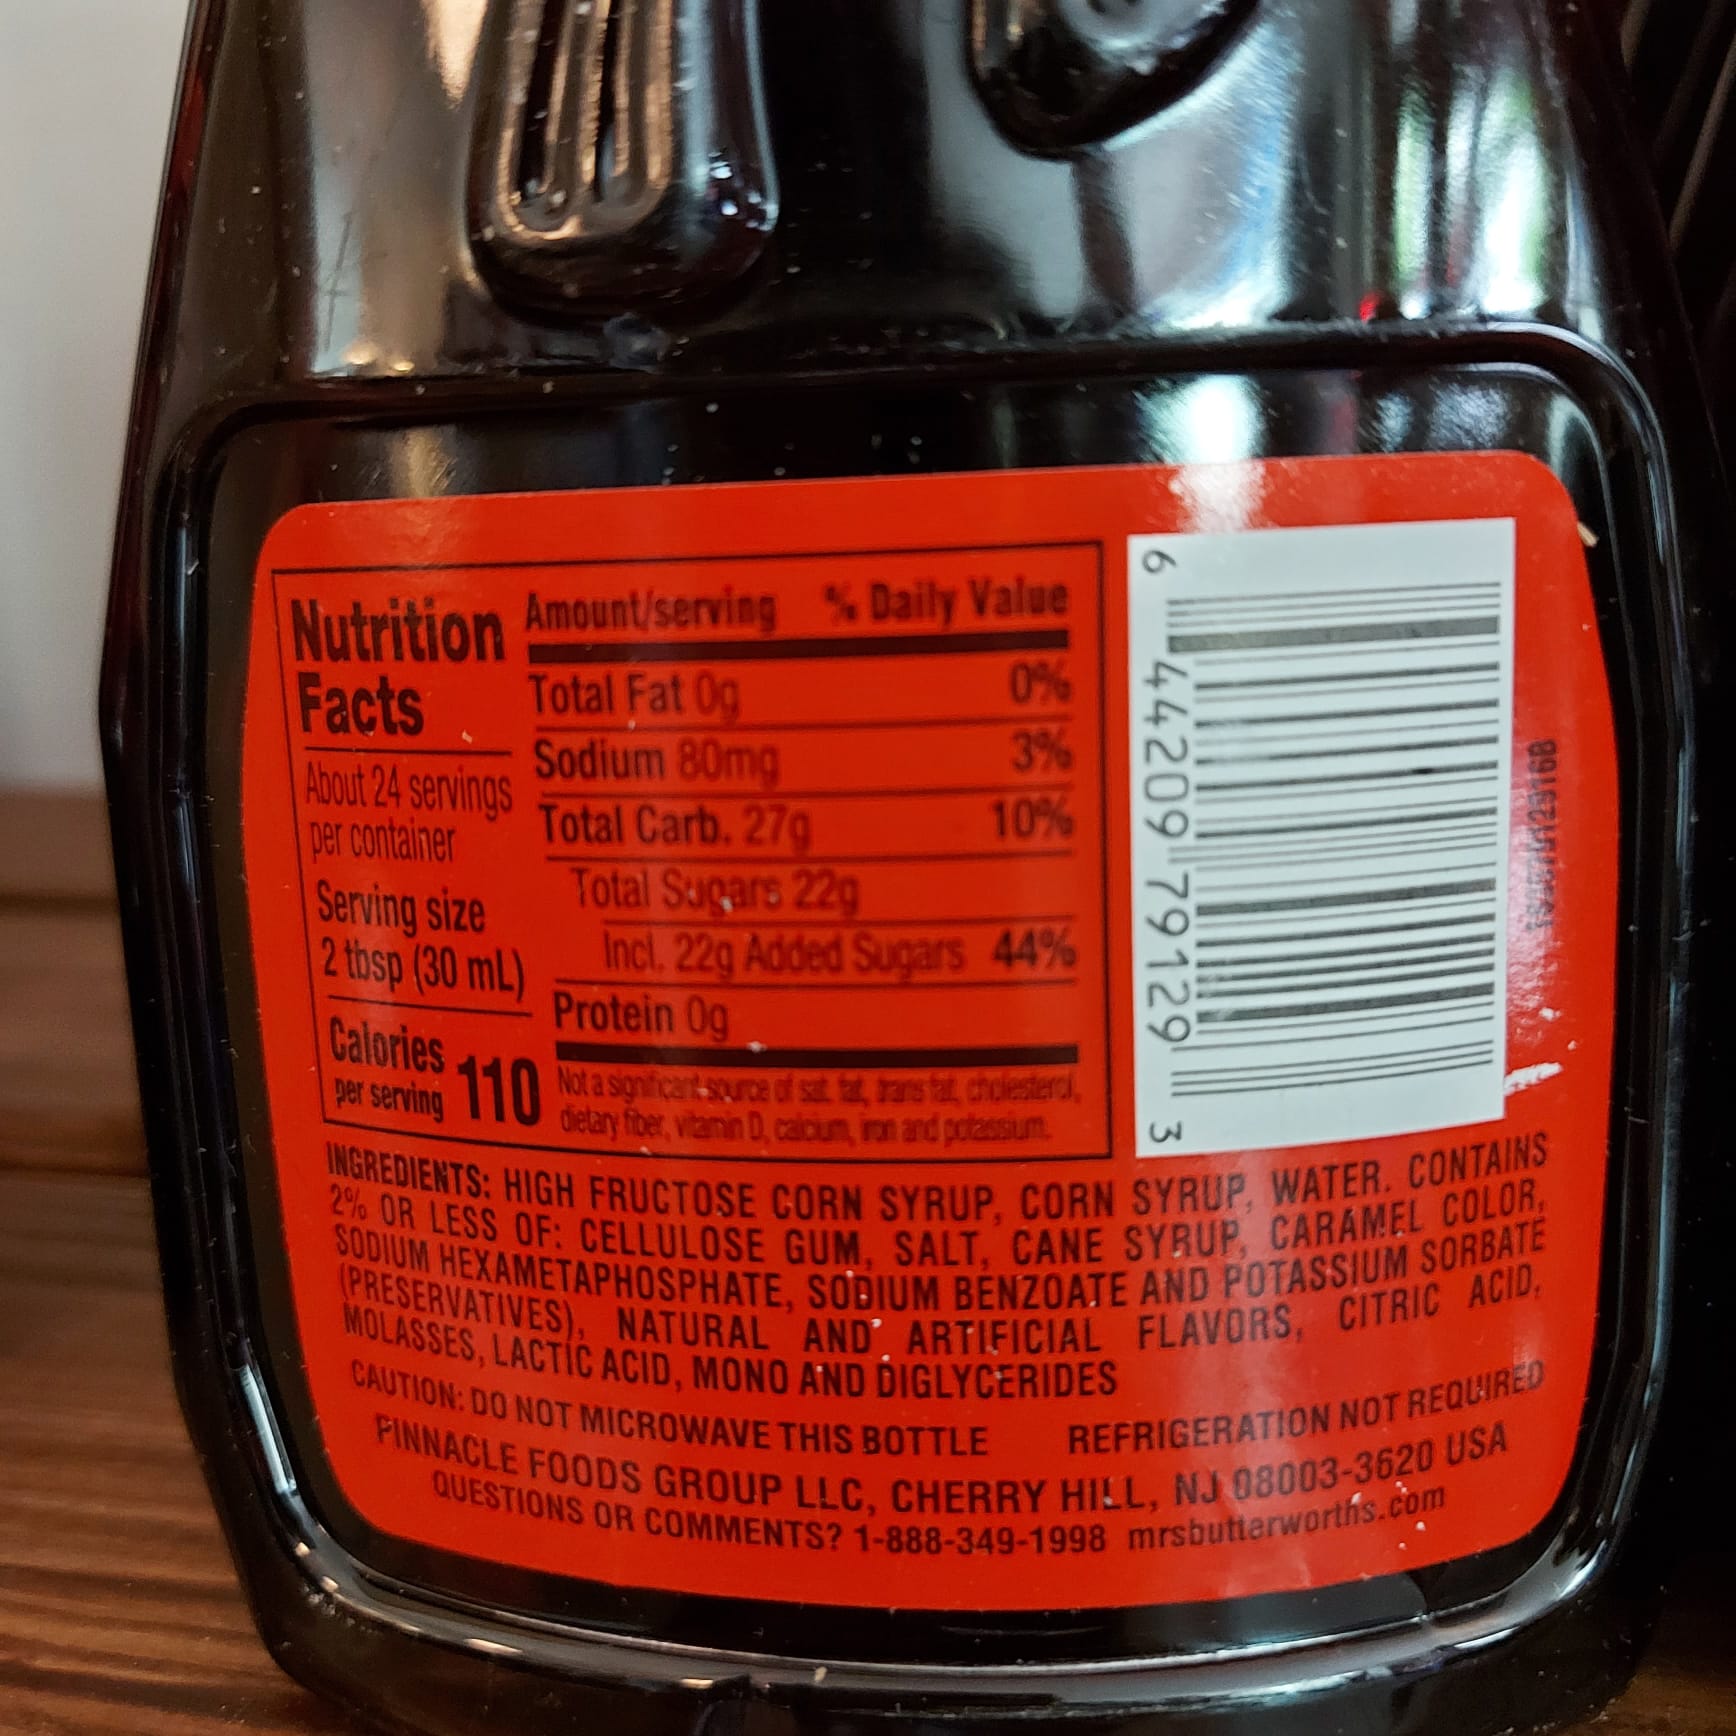 Nutrition
Facts
About 24 servings
per container
Serving size
2 tbsp (30 mL)
Calories
per serving 110
Amount/serving % Daily Value
Total Fat 0g 0%
Sodium 80mg 3%
Total Carb. 27g 10%
Total Sugars 22g
Incl. 22g Added Sugars 44%
Protein 0g
Not a significant source of sat. fat, trans fat, cholesterol,
dietary fiber, vitamin D, calcium, iron and potassium.
6 44209 79129 3
INGREDIENTS: HIGH FRUCTOSE CORN SYRUP, CORN SYRUP, WATER. CONTAINS
2% OR LESS OF: CELLULOSE GUM, SALT, CANE SYRUP, CARAMEL COLOR,
SODIUM HEXAMETAPHOSPHATE, SODIUM BENZOATE AND POTASSIUM SORBATE
(PRESERVATIVES), NATURAL AND ARTIFICIAL FLAVORS, CITRIC ACID,
MOLASSES, LACTIC ACID, MONO AND DIGLYCERIDES
CAUTION: DO NOT MICROWAVE THIS BOTTLE REFRIGERATION NOT REQUIRED
PINNACLE FOODS GROUP LLC, CHERRY HILL, NJ 08003-3620 USA
QUESTIONS OR COMMENTS? 1-888-349-1998 mrsbutterworths.com